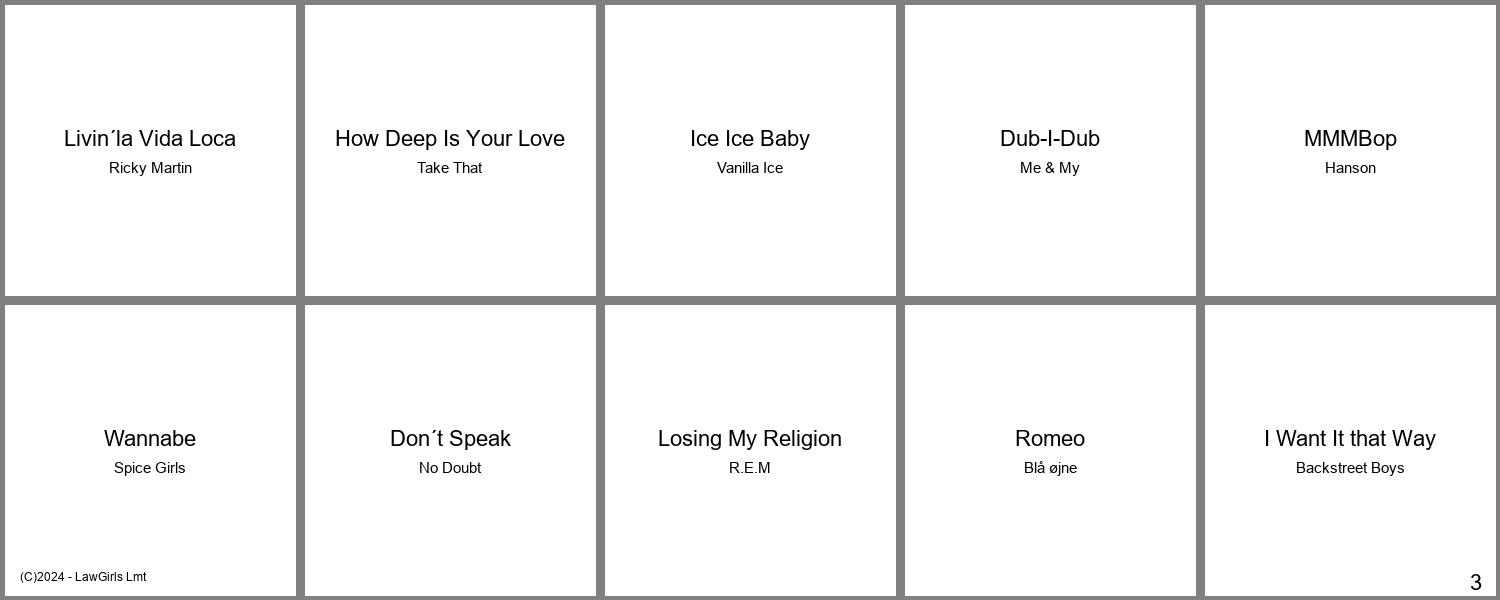 Livin´la Vida Loca
Ricky Martin
How Deep Is Your Love
Take That
Ice Ice Baby
Vanilla Ice
Dub-I-Dub
Me & My
MMMBop
Hanson
Wannabe
Spice Girls
Don´t Speak
No Doubt
Losing My Religion
R.E.M
Romeo
Blå øjne
I Want It that Way
Backstreet Boys
(C)2024 - LawGirls Lmt
3